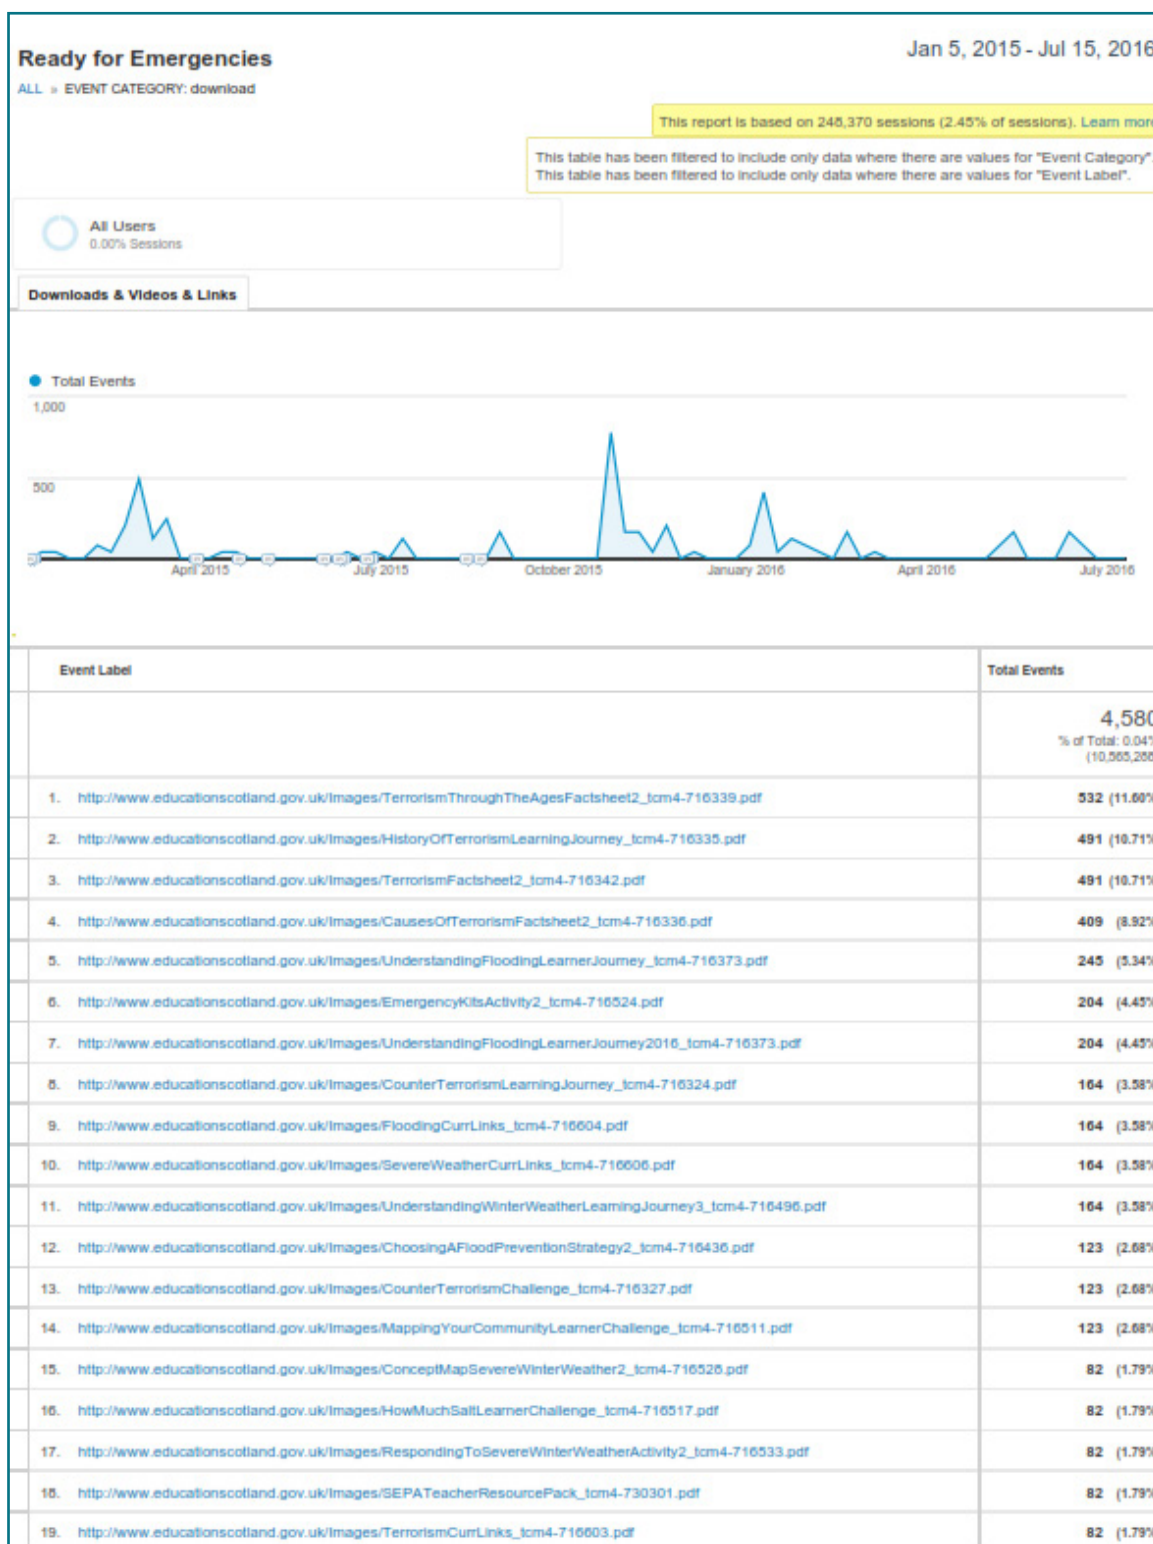 Ready for Emergencies
Jan 5, 2015 - Jul 15, 2016
ALL » EVENT CATEGORY: download
This report is based on 248,370 sessions (2.45% of sessions). Learn more
This table has been filtered to include only data where there are values for "Event Category".
This table has been filtered to include only data where there are values for "Event Label".
All Users
0.00% Sessions
Downloads & Videos & Links
Total Events
1,000
500
April 2015
July 2015
October 2015
January 2016
April 2016
July 2016
Event Label
Total Events
4,580
% of Total: 0.04%
(10,565,266
1. http://www.educationscotland.gov.uk/Images/TerrorismThroughTheAgesFactsheet2_tcm4-716339.pdf 532 (11.60%
2. http://www.educationscotland.gov.uk/Images/HistoryOfTerrorismLearningJourney_tcm4-716335.pdf 491 (10.71%
3. http://www.educationscotland.gov.uk/Images/TerrorismFactsheet2_tcm4-716342.pdf 491 (10.71%
4. http://www.educationscotland.gov.uk/Images/CausesOfTerrorismFactsheet2_tcm4-716336.pdf 409 (8.92%
5. http://www.educationscotland.gov.uk/Images/UnderstandingFloodingLearnerJourney_tcm4-716373.pdf 245 (5.34%
6. http://www.educationscotland.gov.uk/Images/EmergencyKitsActivity2_tcm4-716524.pdf 204 (4.45%
7. http://www.educationscotland.gov.uk/Images/UnderstandingFloodingLearnerJourney2016_tcm4-716373.pdf 204 (4.45%
8. http://www.educationscotland.gov.uk/Images/CounterTerrorismLearningJourney_tcm4-716324.pdf 164 (3.58%
9. http://www.educationscotland.gov.uk/Images/FloodingCurrLinks_tcm4-716604.pdf 164 (3.58%
10. http://www.educationscotland.gov.uk/Images/SevereWeatherCurrLinks_tcm4-716606.pdf 164 (3.58%
11. http://www.educationscotland.gov.uk/Images/UnderstandingWinterWeatherLearningJourney3_tcm4-716496.pdf 164 (3.58%
12. http://www.educationscotland.gov.uk/Images/ChoosingAFloodPreventionStrategy2_tcm4-716436.pdf 123 (2.68%
13. http://www.educationscotland.gov.uk/Images/CounterTerrorismChallenge_tcm4-716327.pdf 123 (2.68%
14. http://www.educationscotland.gov.uk/Images/MappingYourCommunityLearnerChallenge_tcm4-716511.pdf 123 (2.68%
15. http://www.educationscotland.gov.uk/Images/ConceptMapSevereWinterWeather2_tcm4-716528.pdf 82 (1.79%
16. http://www.educationscotland.gov.uk/Images/HowMuchSaltLearnerChallenge_tcm4-716517.pdf 82 (1.79%
17. http://www.educationscotland.gov.uk/Images/RespondingToSevereWinterWeatherActivity2_tcm4-716533.pdf 82 (1.79%
18. http://www.educationscotland.gov.uk/Images/SEPATeacherResourcePack_tcm4-730301.pdf 82 (1.79%
19. http://www.educationscotland.gov.uk/Images/TerrorismCurrLinks_tcm4-716603.pdf 82 (1.79%